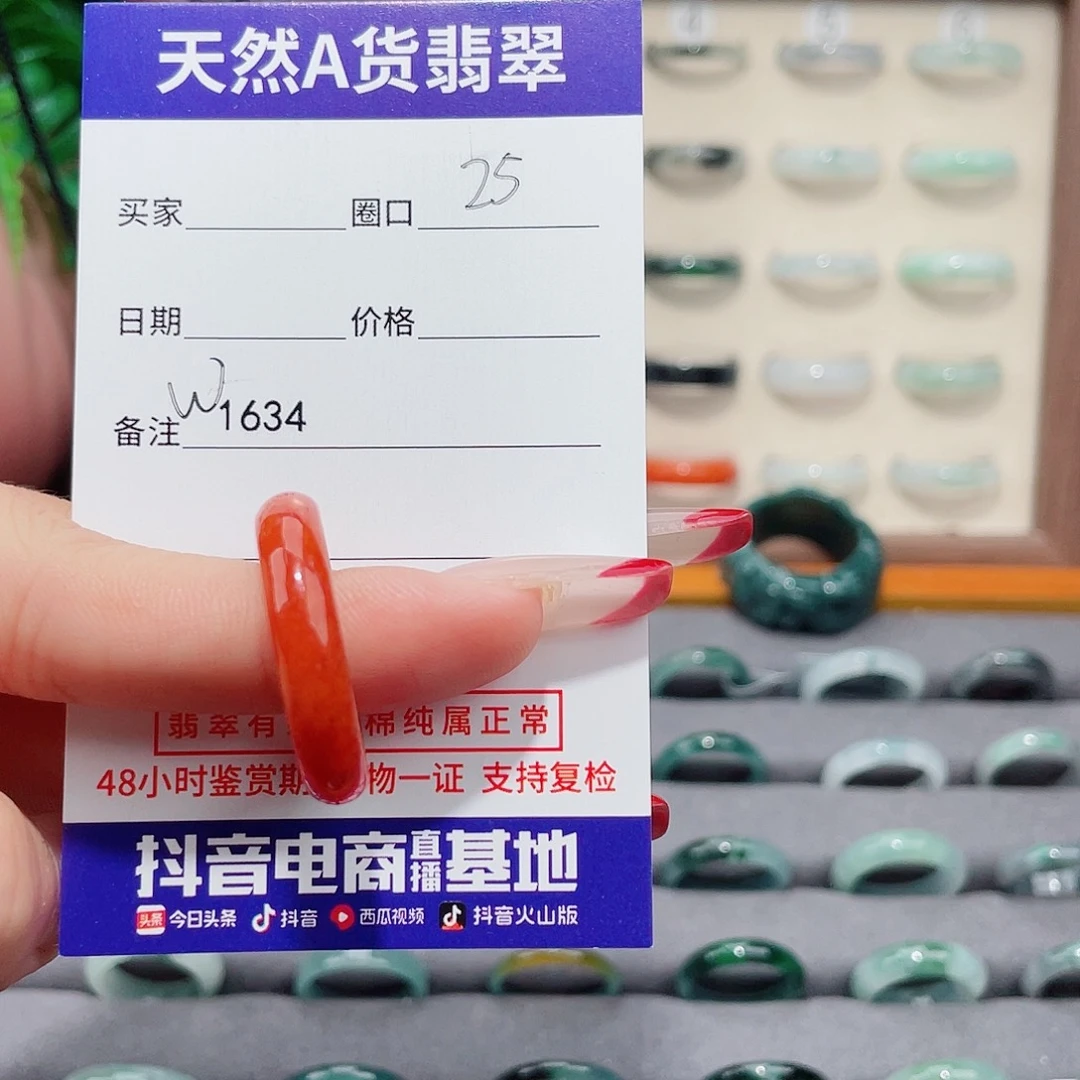 天然A货翡翠
买家 圈口 25
日期 价格
备注 W1634
翡翠有 棉纯属正常
48小时鉴赏期 物一证 支持复检
抖音电商直播基地
头条 今日头条 抖音 西瓜视频 抖音火山版